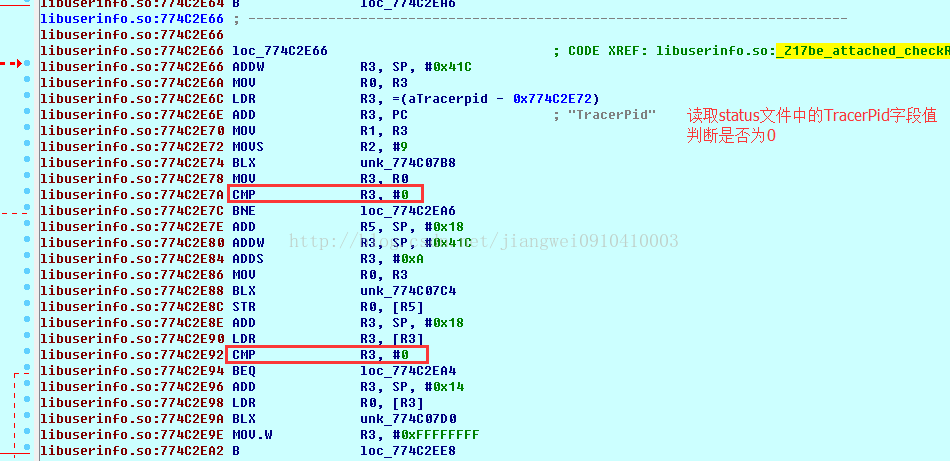 libuserinfo.so:774C2E64 B loc_774C2EA6
libuserinfo.so:774C2E66 ; ---------------------------------------------------------------------------
libuserinfo.so:774C2E66
libuserinfo.so:774C2E66 loc_774C2E66 ; CODE XREF: libuserinfo.so:_Z17be_attached_checkR
libuserinfo.so:774C2E66 ADDW R3, SP, #0x41C
libuserinfo.so:774C2E6A MOV R0, R3
libuserinfo.so:774C2E6C LDR R3, =(aTracerpid - 0x774C2E72)
libuserinfo.so:774C2E6E ADD R3, PC ; "TracerPid"
libuserinfo.so:774C2E70 MOV R1, R3
libuserinfo.so:774C2E72 MOVS R2, #9
libuserinfo.so:774C2E74 BLX unk_774C07B8
libuserinfo.so:774C2E78 MOV R3, R0
libuserinfo.so:774C2E7A CMP R3, #0
libuserinfo.so:774C2E7C BNE loc_774C2EA6
libuserinfo.so:774C2E7E ADD R5, SP, #0x18
libuserinfo.so:774C2E80 ADDW R3, SP, #0x41C
libuserinfo.so:774C2E84 ADDS R3, #0xA
libuserinfo.so:774C2E86 MOV R0, R3
libuserinfo.so:774C2E88 BLX unk_774C07C4
libuserinfo.so:774C2E8C STR R0, [R5]
libuserinfo.so:774C2E8E ADD R3, SP, #0x18
libuserinfo.so:774C2E90 LDR R3, [R3]
libuserinfo.so:774C2E92 CMP R3, #0
libuserinfo.so:774C2E94 BEQ loc_774C2EA4
libuserinfo.so:774C2E96 ADD R3, SP, #0x14
libuserinfo.so:774C2E98 LDR R0, [R3]
libuserinfo.so:774C2E9A BLX unk_774C07D0
libuserinfo.so:774C2E9E MOV.W R3, #0xFFFFFFFF
libuserinfo.so:774C2EA2 B loc_774C2EE8
读取status文件中的TracerPid字段值
判断是否为0
http://blog.csdn.net/jiangwei0910410003